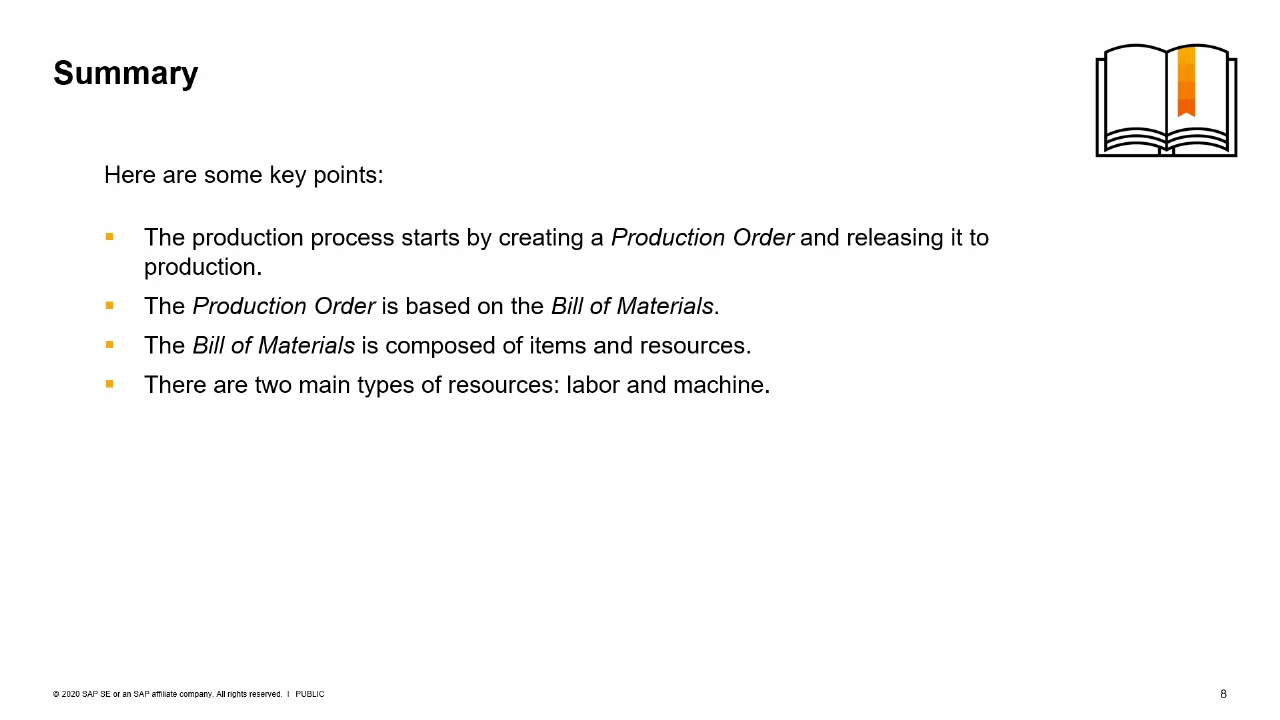 Summary
Here are some key points:
▪ The production process starts by creating a Production Order and releasing it to
production.
▪ The Production Order is based on the Bill of Materials.
▪ The Bill of Materials is composed of items and resources.
▪ There are two main types of resources: labor and machine.
© 2020 SAP SE or an SAP affiliate company. All rights reserved. I PUBLIC
8